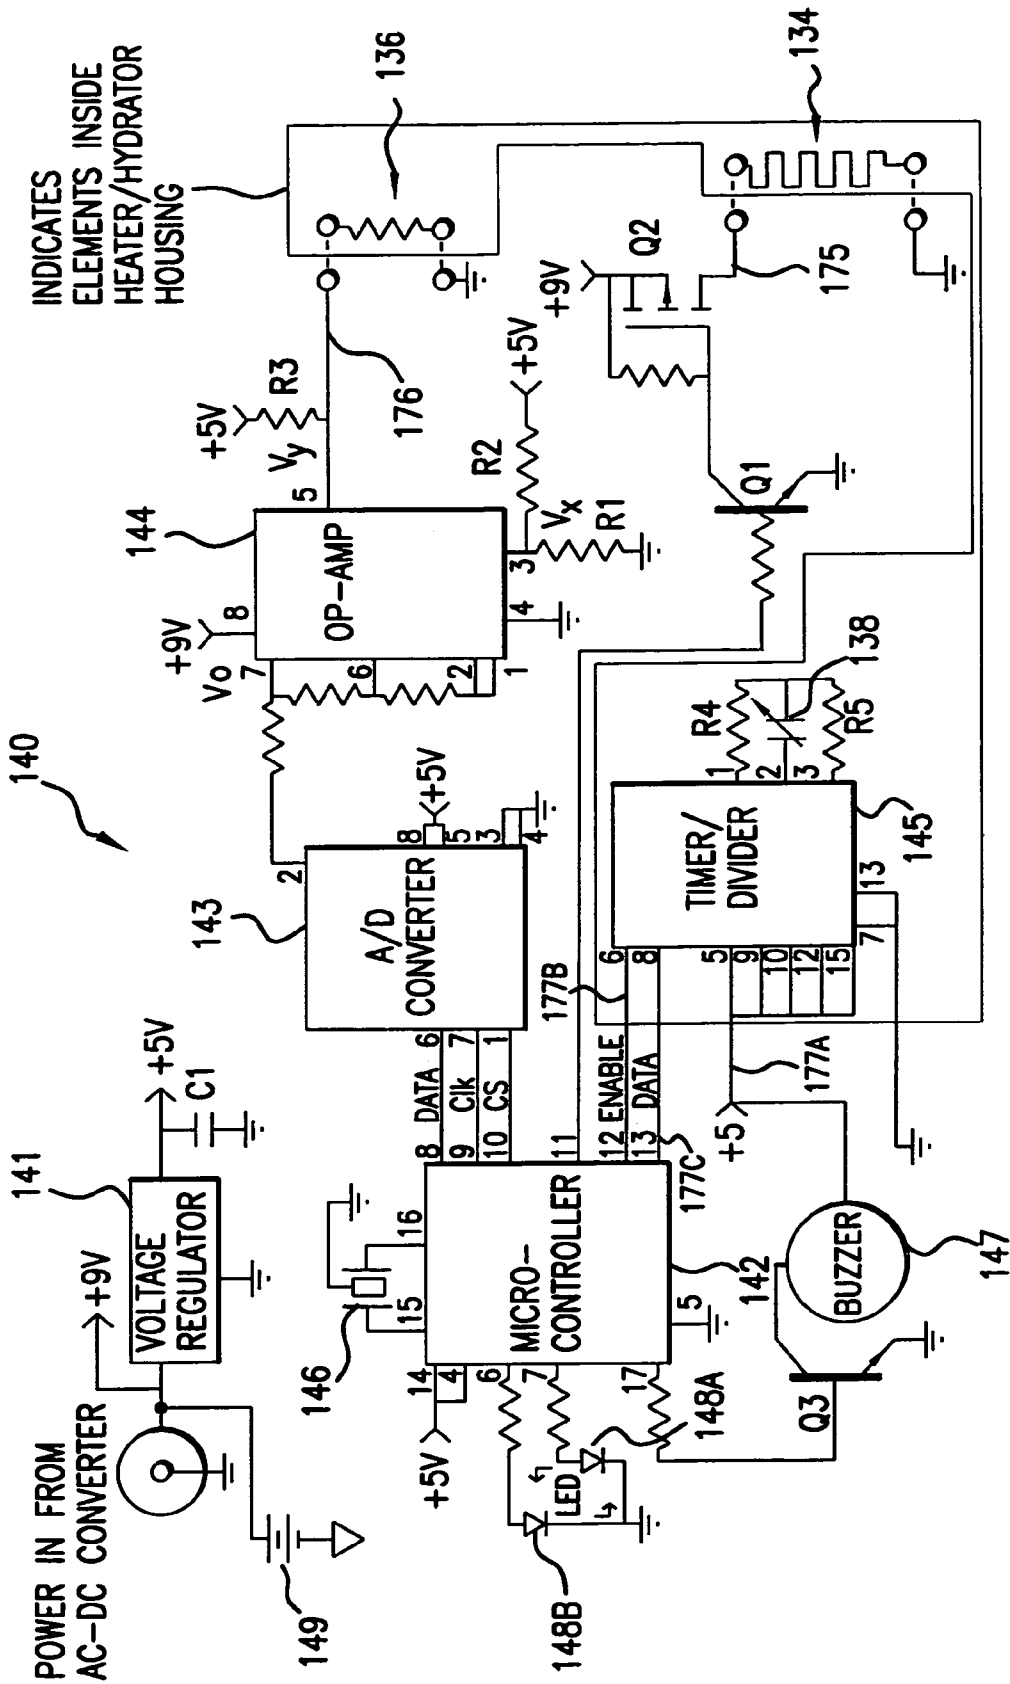 POWER IN FROM
AC-DC CONVERTER
149
+9V
141
VOLTAGE
REGULATOR
+5V
C1
140
INDICATES
ELEMENTS INSIDE
HEATER/HYDRATOR
HOUSING
136
134
146
15
16
14
4
+5V
6
7
17
5
MICRO-
CONTROLLER
142
8 DATA 6
9 Clk 7
10 CS 1
11
12 ENABLE 6
13 DATA 8
177B
177C
143
A/D
CONVERTER
2
8
5
+5V
3
4
+9V
8
Vo
7
6
2
1
144
OP-AMP
5
3
4
Vy
+5V
R3
176
Vx
R1
R2
+5V
Q1
+9V
Q2
175
TIMER/
DIVIDER
145
1
2
3
R4
R5
138
5
9
10
12
15
7
13
+5
177A
BUZZER
147
Q3
LED
148A
148B